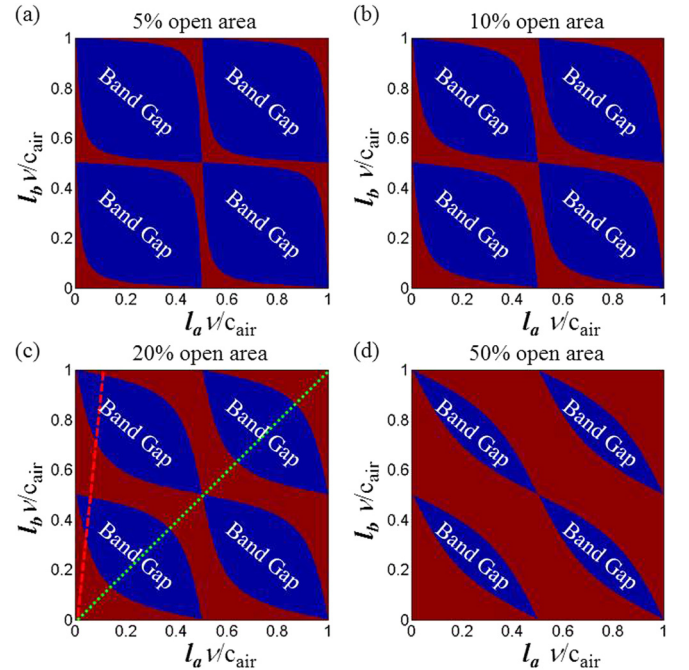 (a)
5% open area
1
0.8
0.6
0.4
0.2
0
l_b ν/c_air
Band Gap
Band Gap
Band Gap
Band Gap
0 0.2 0.4 0.6 0.8 1
l_a ν/c_air
(b)
10% open area
1
0.8
0.6
0.4
0.2
0
l_b ν/c_air
Band Gap
Band Gap
Band Gap
Band Gap
0 0.2 0.4 0.6 0.8 1
l_a ν/c_air
(c)
20% open area
1
0.8
0.6
0.4
0.2
0
l_b ν/c_air
Band Gap
Band Gap
Band Gap
Band Gap
0 0.2 0.4 0.6 0.8 1
l_a ν/c_air
(d)
50% open area
1
0.8
0.6
0.4
0.2
0
l_b ν/c_air
Band Gap
Band Gap
Band Gap
Band Gap
0 0.2 0.4 0.6 0.8 1
l_a ν/c_air